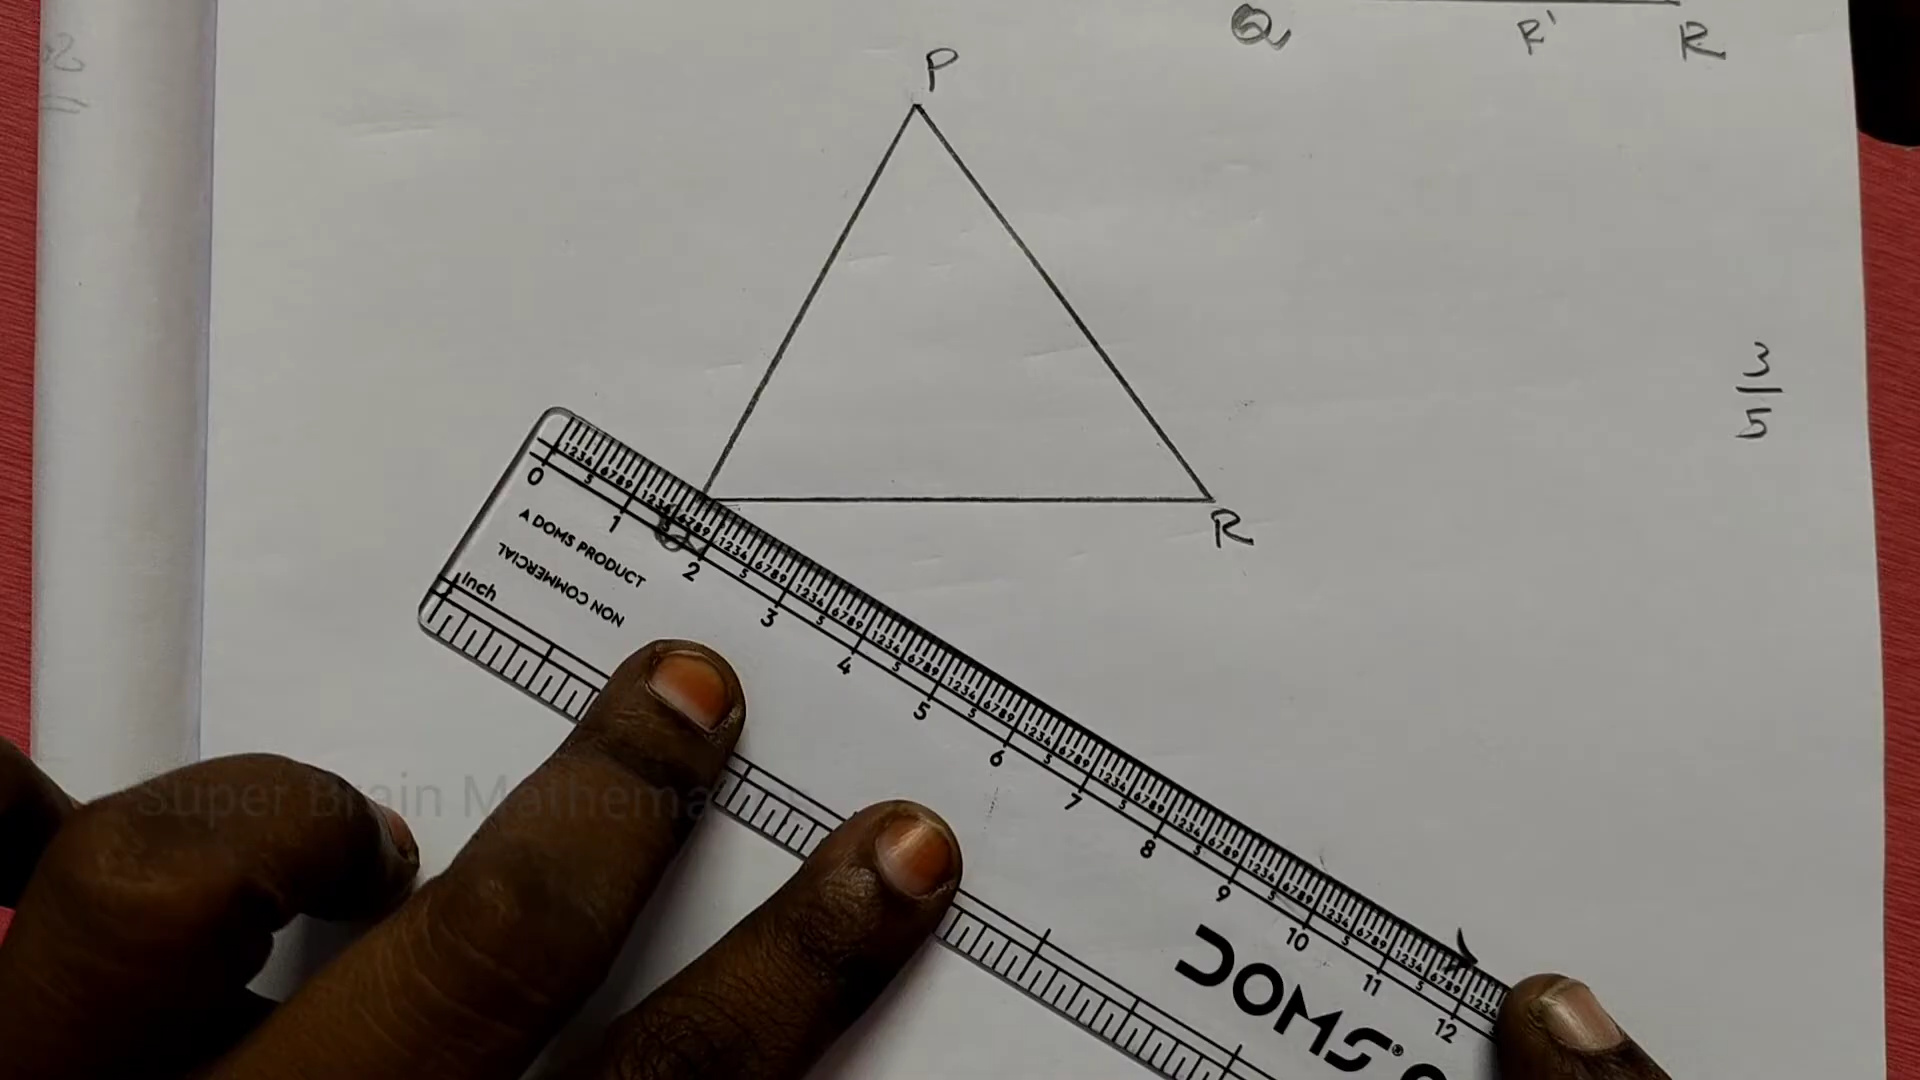 Q R' R
P
R
3/5
0 1 2 3 4 5 6 7 8 9 10 11 12
A DOMS PRODUCT
NON COMMERCIAL
Inch
DOMS®
Super Brain Mathema